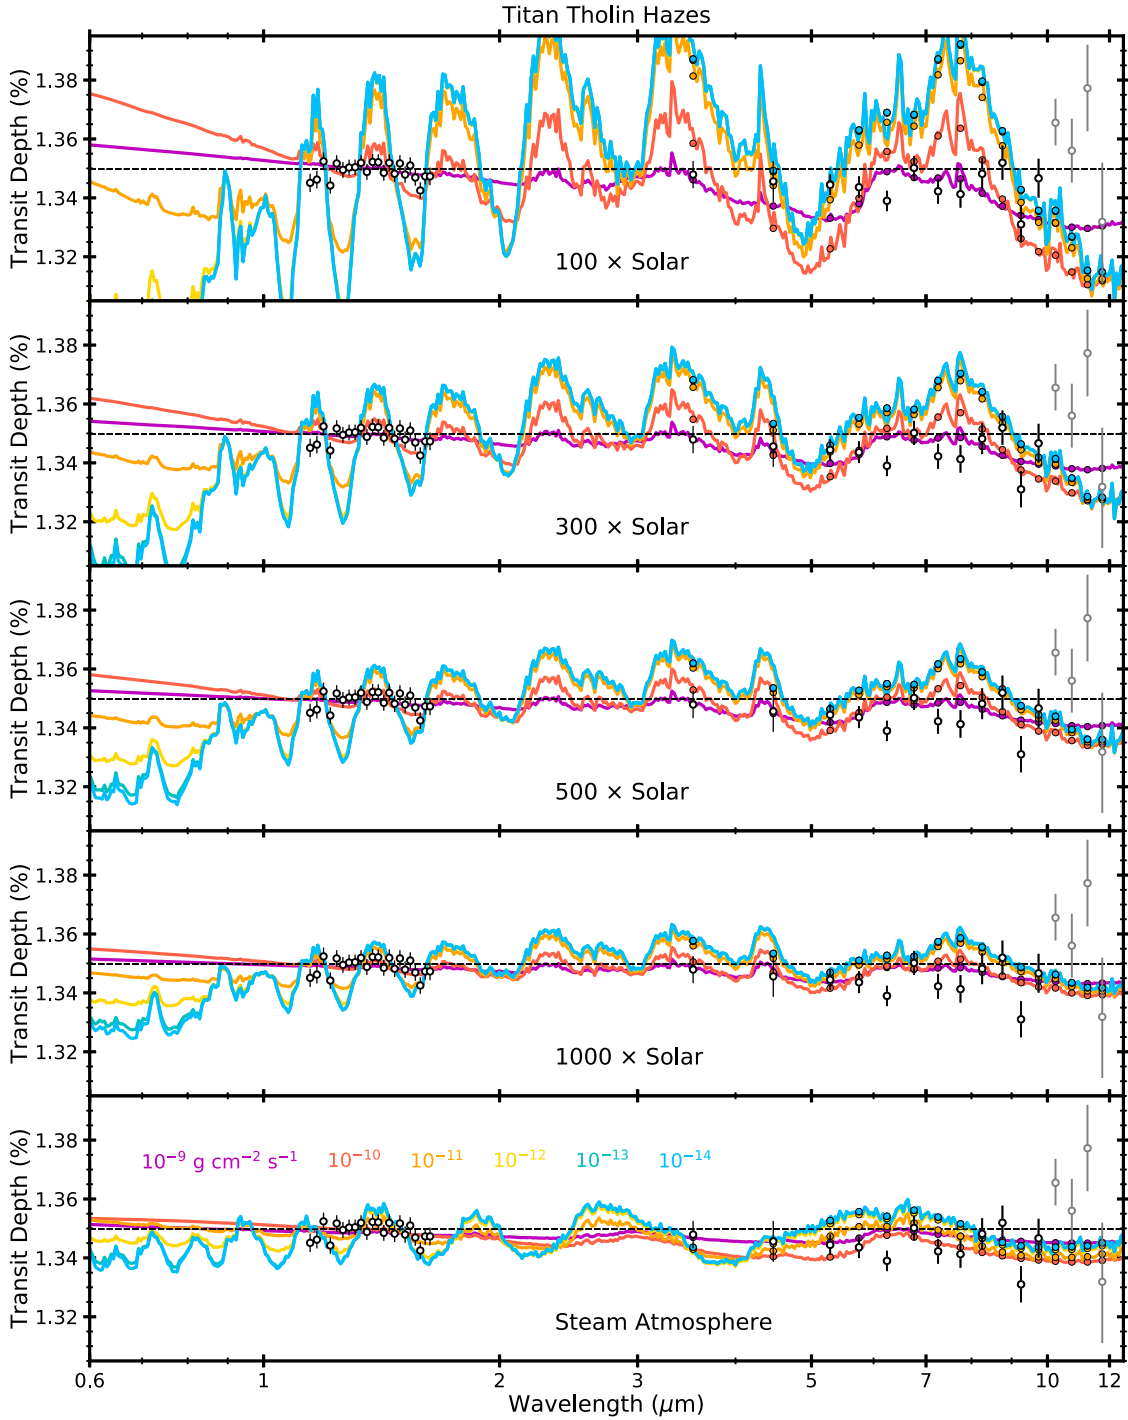 Titan Tholin Hazes
Transit Depth (%)
1.38
1.36
1.34
1.32
100 × Solar
Transit Depth (%)
1.38
1.36
1.34
1.32
300 × Solar
Transit Depth (%)
1.38
1.36
1.34
1.32
500 × Solar
Transit Depth (%)
1.38
1.36
1.34
1.32
1000 × Solar
Transit Depth (%)
1.38
1.36
1.34
1.32
10⁻⁹ g cm⁻² s⁻¹ 10⁻¹⁰ 10⁻¹¹ 10⁻¹² 10⁻¹³ 10⁻¹⁴
Steam Atmosphere
0.6 1 2 3 5 7 10 12
Wavelength (μm)